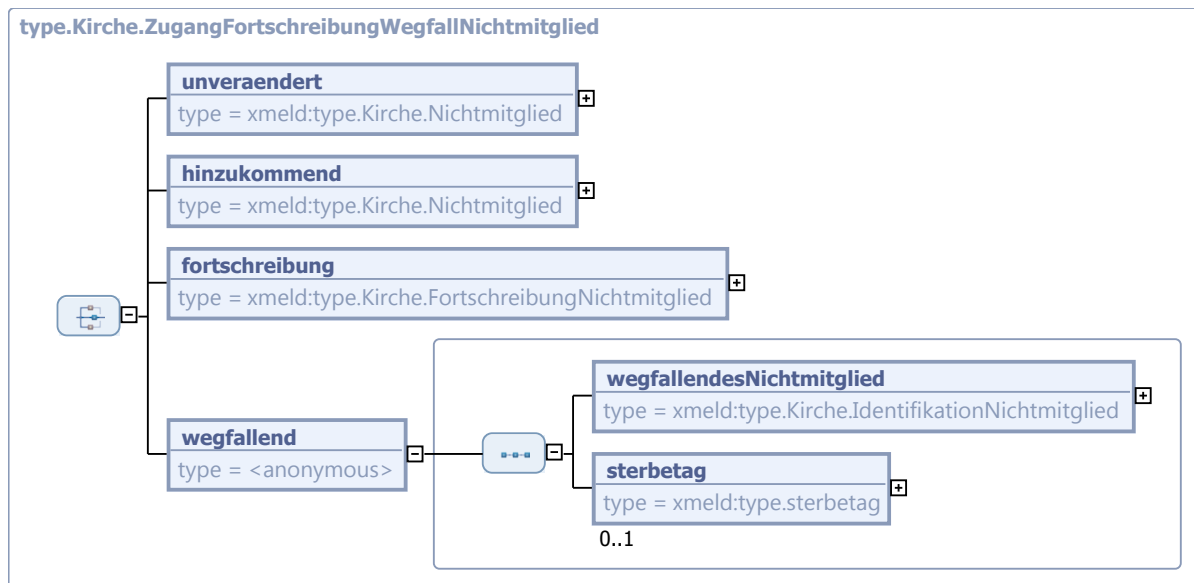 type.Kirche.ZugangFortschreibungWegfallNichtmitglied
unveraendert
type = xmeld:type.Kirche.Nichtmitglied
hinzukommend
type = xmeld:type.Kirche.Nichtmitglied
fortschreibung
type = xmeld:type.Kirche.FortschreibungNichtmitglied
wegfallend
type = <anonymous>
wegfallendesNichtmitglied
type = xmeld:type.Kirche.IdentifikationNichtmitglied
sterbetag
type = xmeld:type.sterbetag
0..1